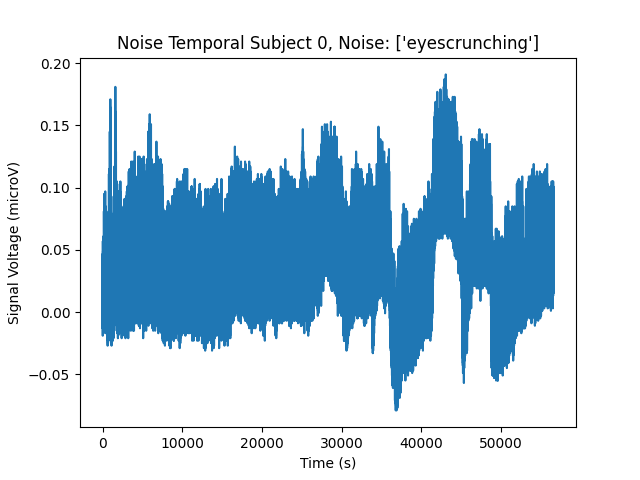 Noise Temporal Subject 0, Noise: ['eyescrunching']
0.20
0.15
0.10
0.05
0.00
−0.05
Signal Voltage (microV)
0 10000 20000 30000 40000 50000
Time (s)